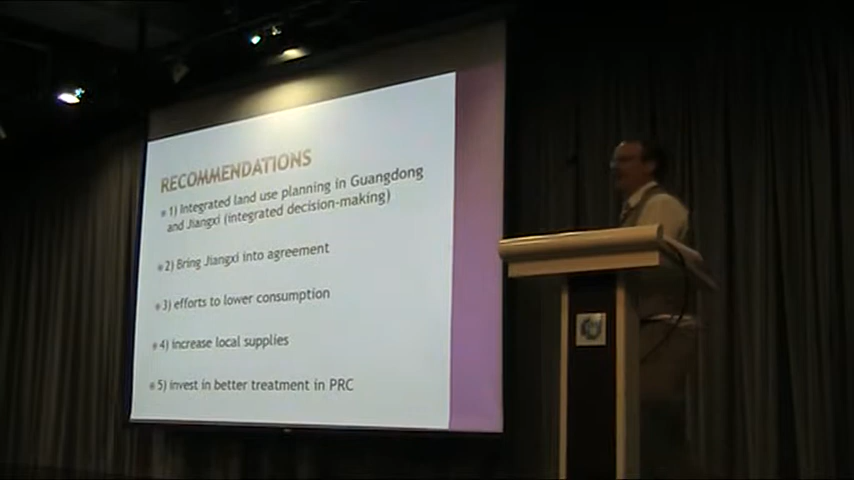 RECOMMENDATIONS
1) Integrated land use planning in Guangdong
and Jiangxi (integrated decision-making)
2) Bring Jiangxi into agreement
3) efforts to lower consumption
4) increase local supplies
5) invest in better treatment in PRC